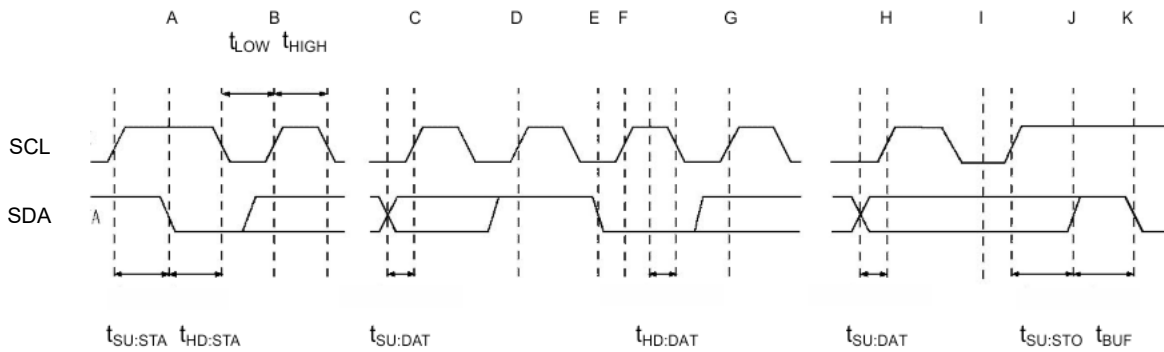 A B C D E F G H I J K
tLOW tHIGH
SCL
SDA A
tSU:STA tHD:STA tSU:DAT tHD:DAT tSU:DAT tSU:STO tBUF